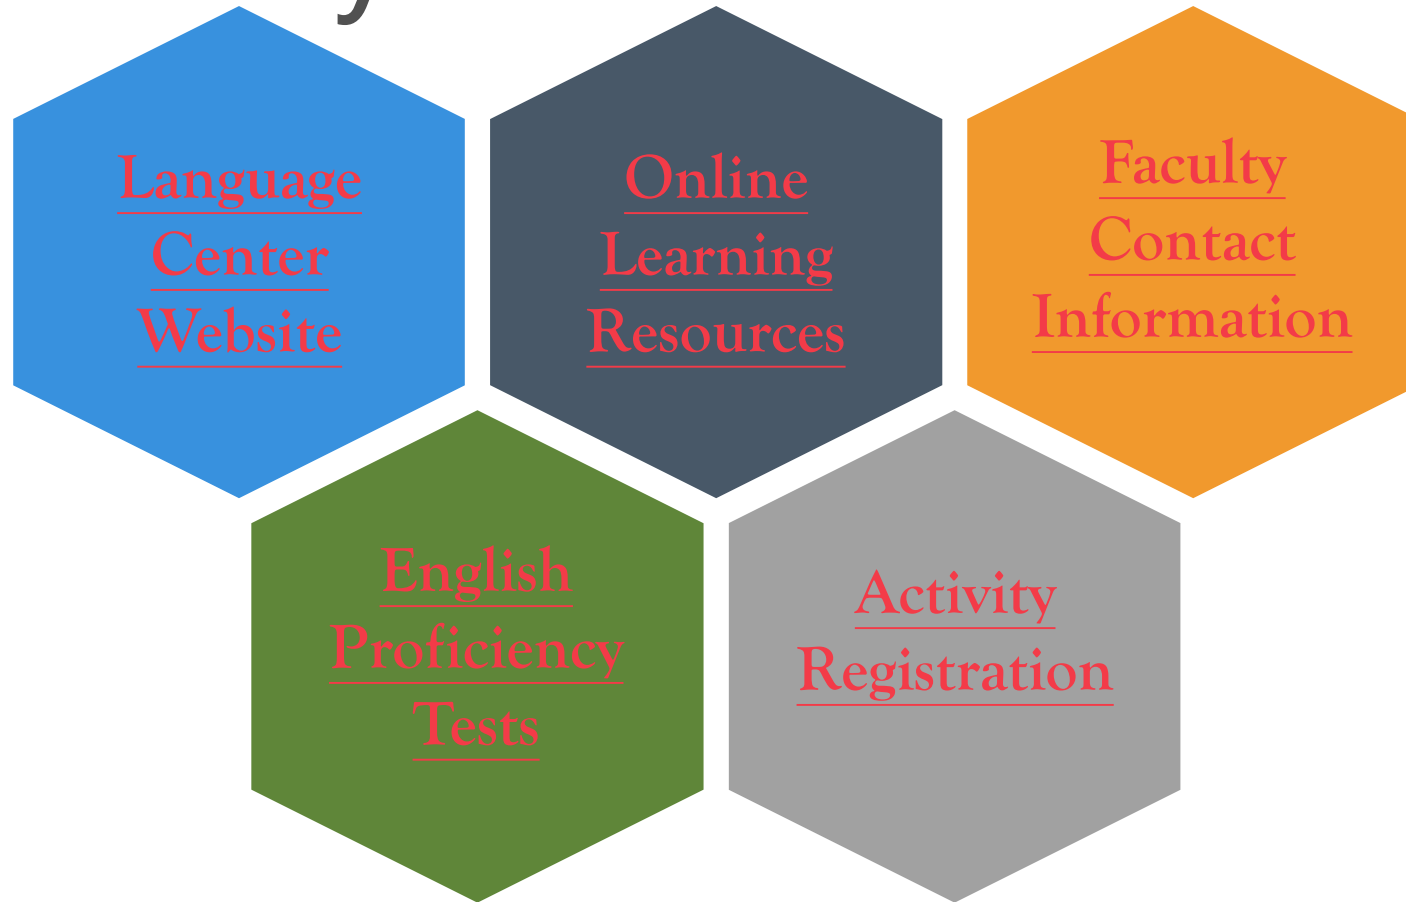 Language
Center
Website
Online
Learning
Resources
Faculty
Contact
Information
English
Proficiency
Tests
Activity
Registration